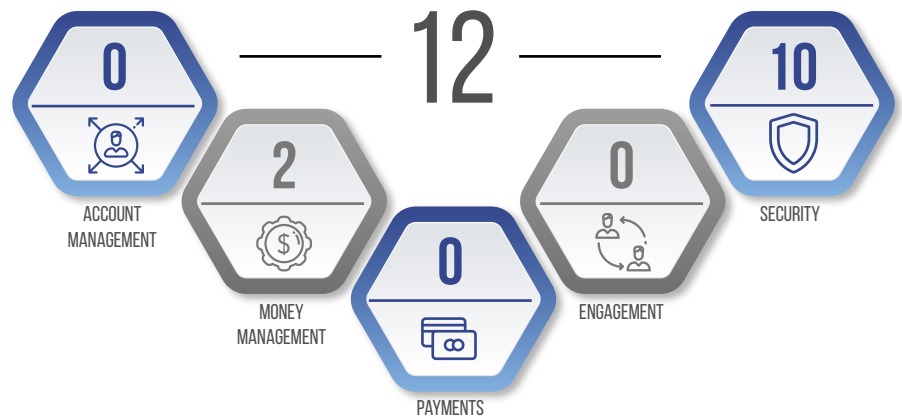 12
0
ACCOUNT
MANAGEMENT
2
$
MONEY
MANAGEMENT
0
PAYMENTS
0
ENGAGEMENT
10
SECURITY